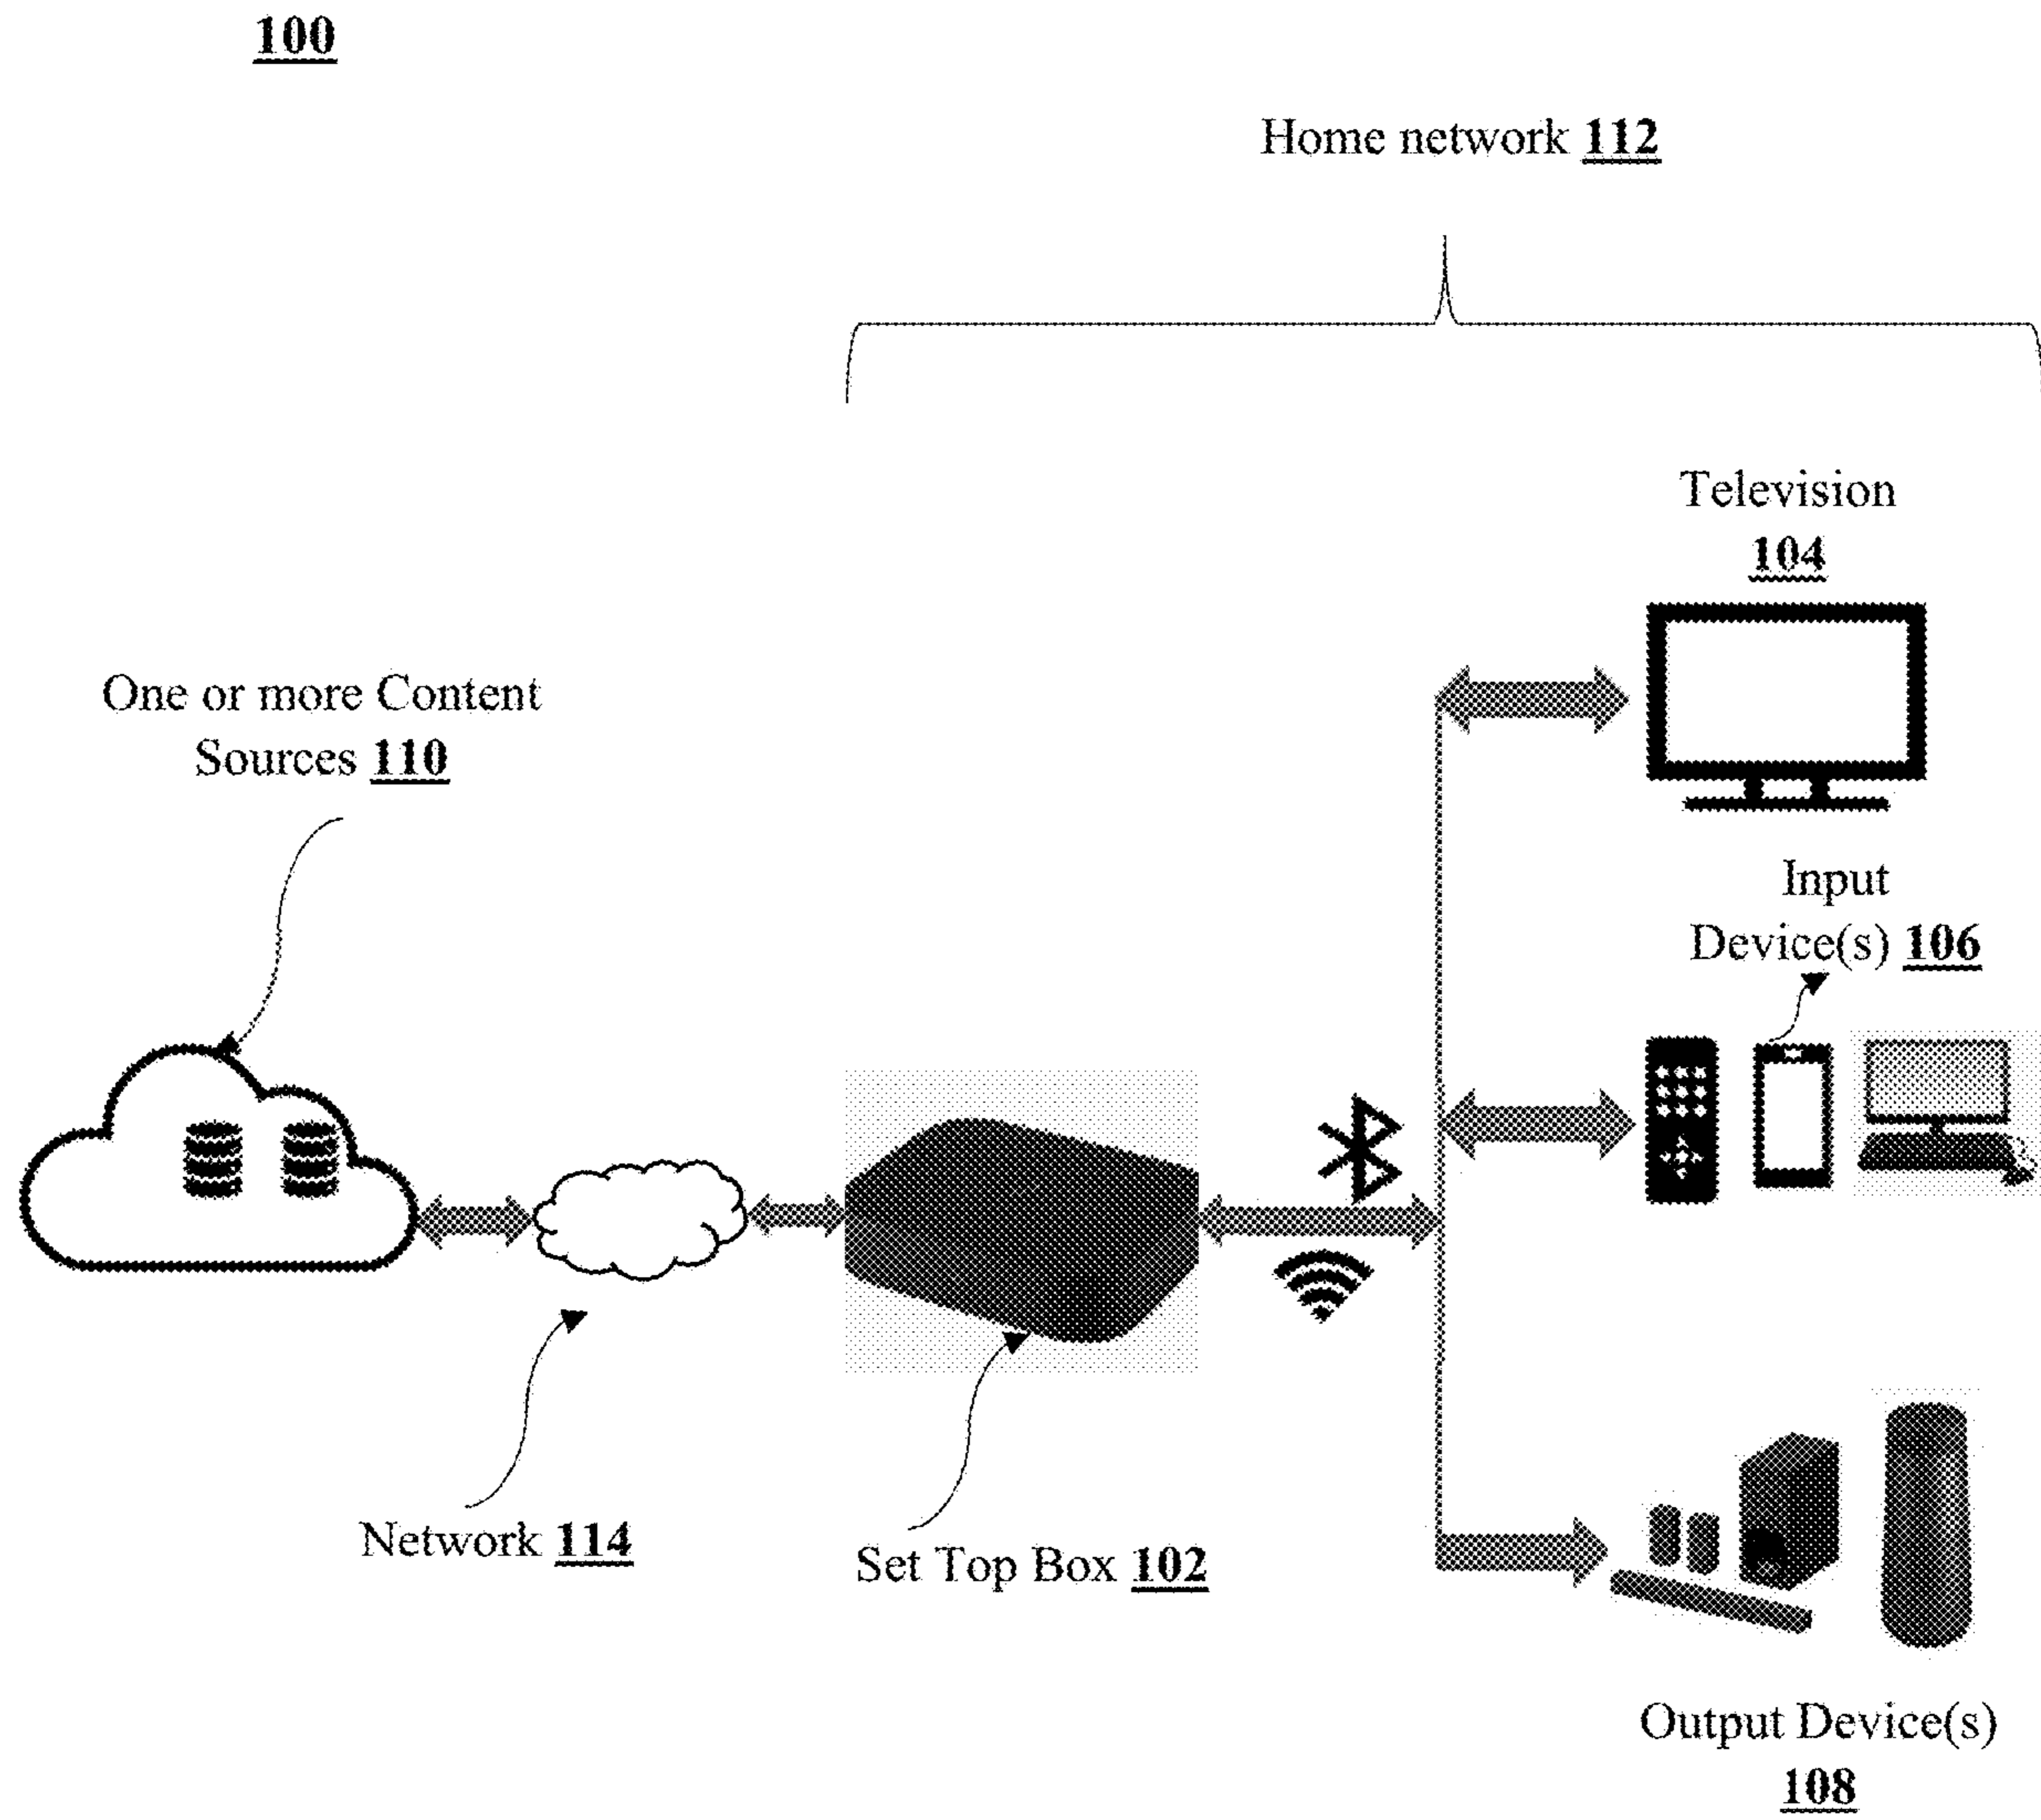 100
Home network 112
Television
104
One or more Content
Sources 110
Input
Device(s) 106
Network 114
Set Top Box 102
Output Device(s)
108